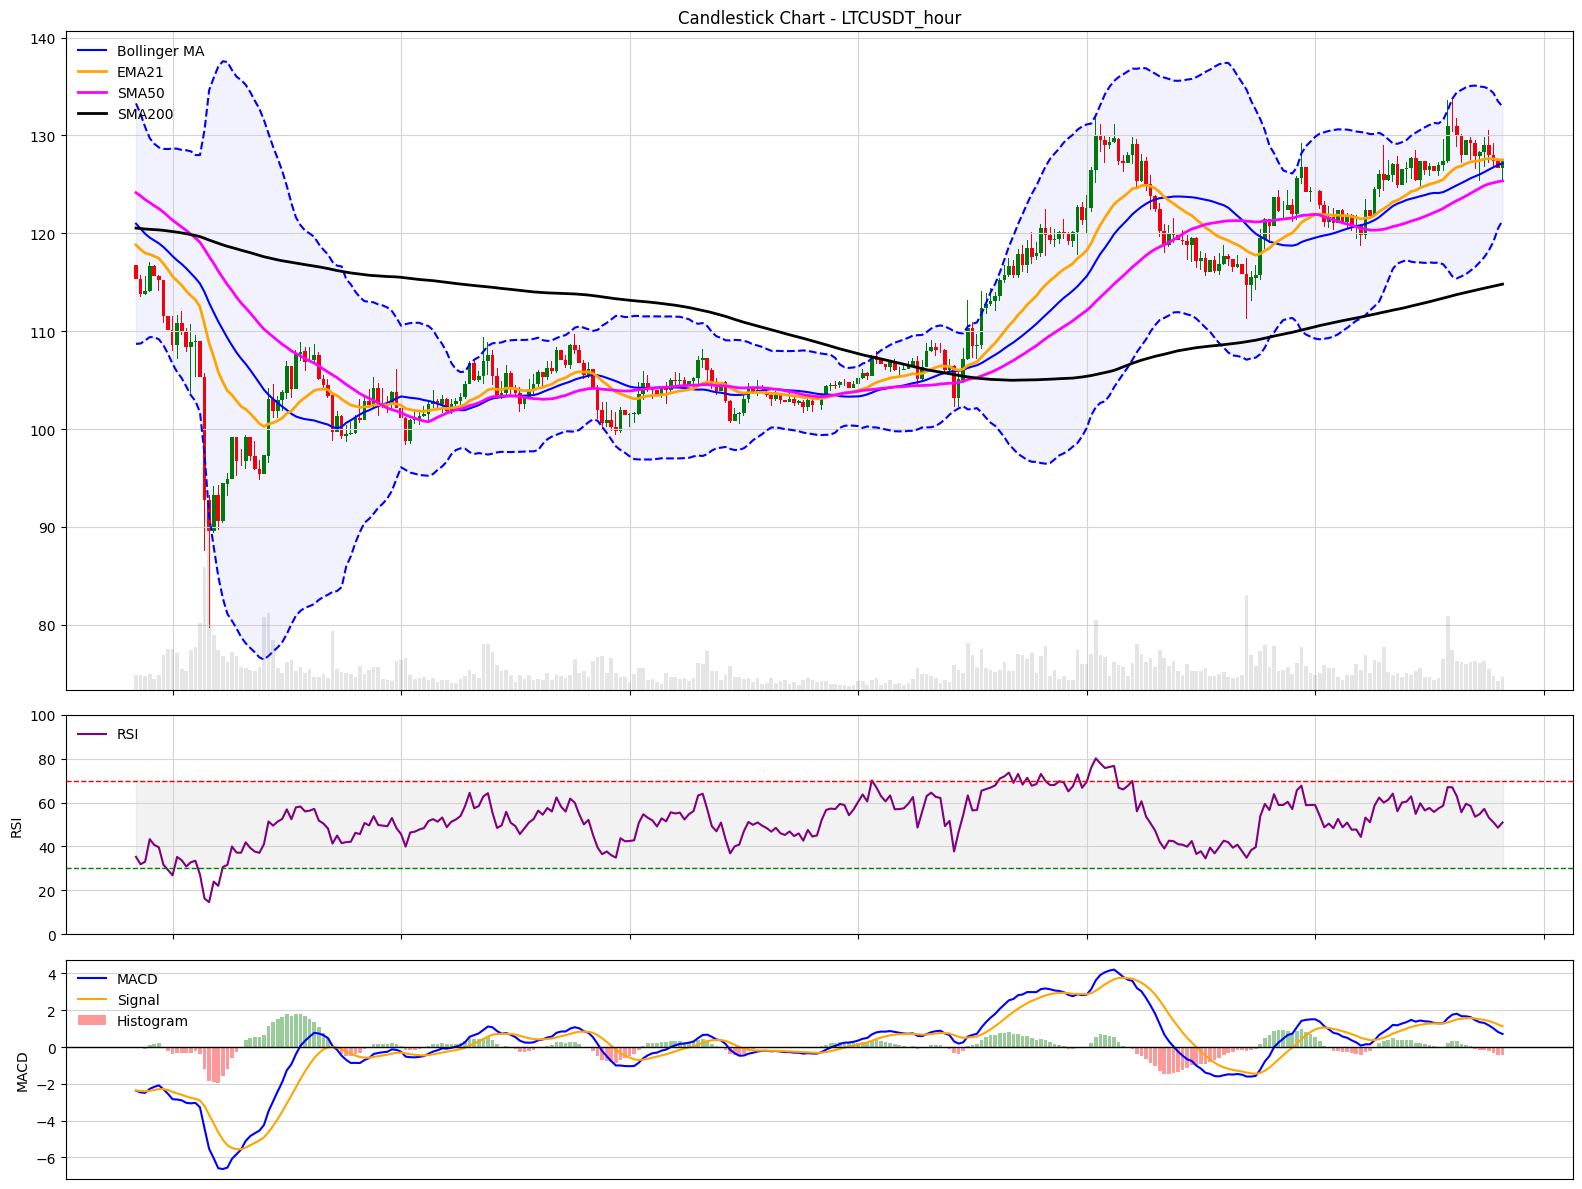 Candlestick Chart - LTCUSDT_hour
140
130
120
110
100
90
80
Bollinger MA
EMA21
SMA50
SMA200
100
80
60
40
20
0
RSI
RSI
4
2
0
−2
−4
−6
MACD
MACD
Signal
Histogram